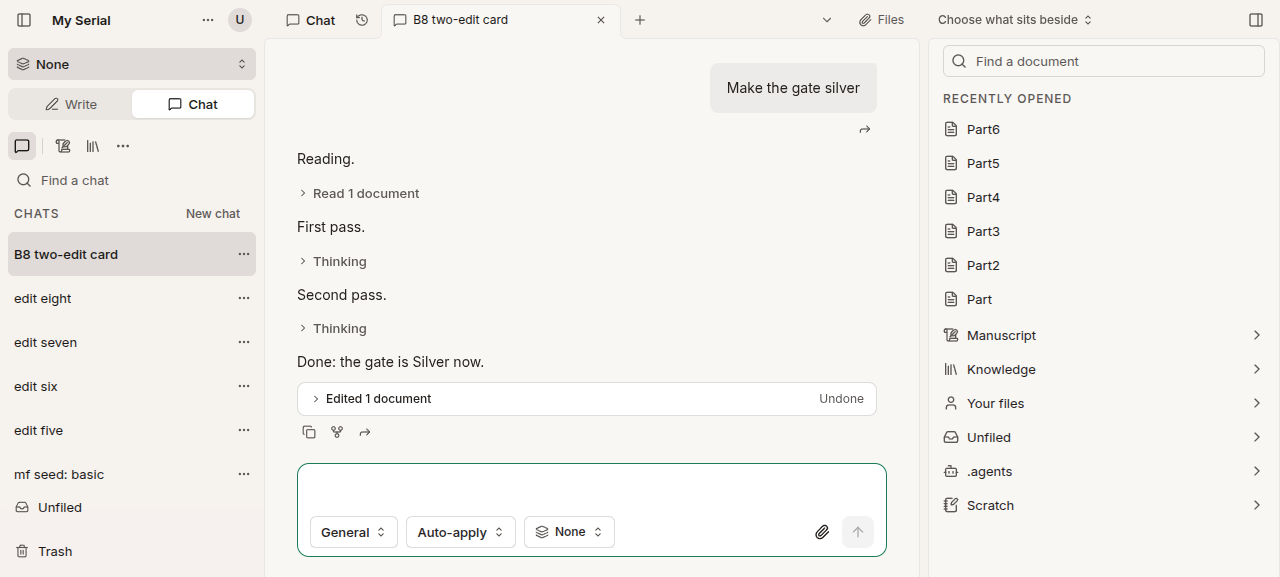 My Serial
U
None
Write
Chat
Find a chat
CHATS
New chat
B8 two-edit card
edit eight
edit seven
edit six
edit five
mf seed: basic
Unfiled
Trash
Chat
B8 two-edit card
Files
Make the gate silver
Reading.
Read 1 document
First pass.
Thinking
Second pass.
Thinking
Done: the gate is Silver now.
Edited 1 document
Undone
General
Auto-apply
None
Choose what sits beside
Find a document
RECENTLY OPENED
Part6
Part5
Part4
Part3
Part2
Part
Manuscript
Knowledge
Your files
Unfiled
.agents
Scratch